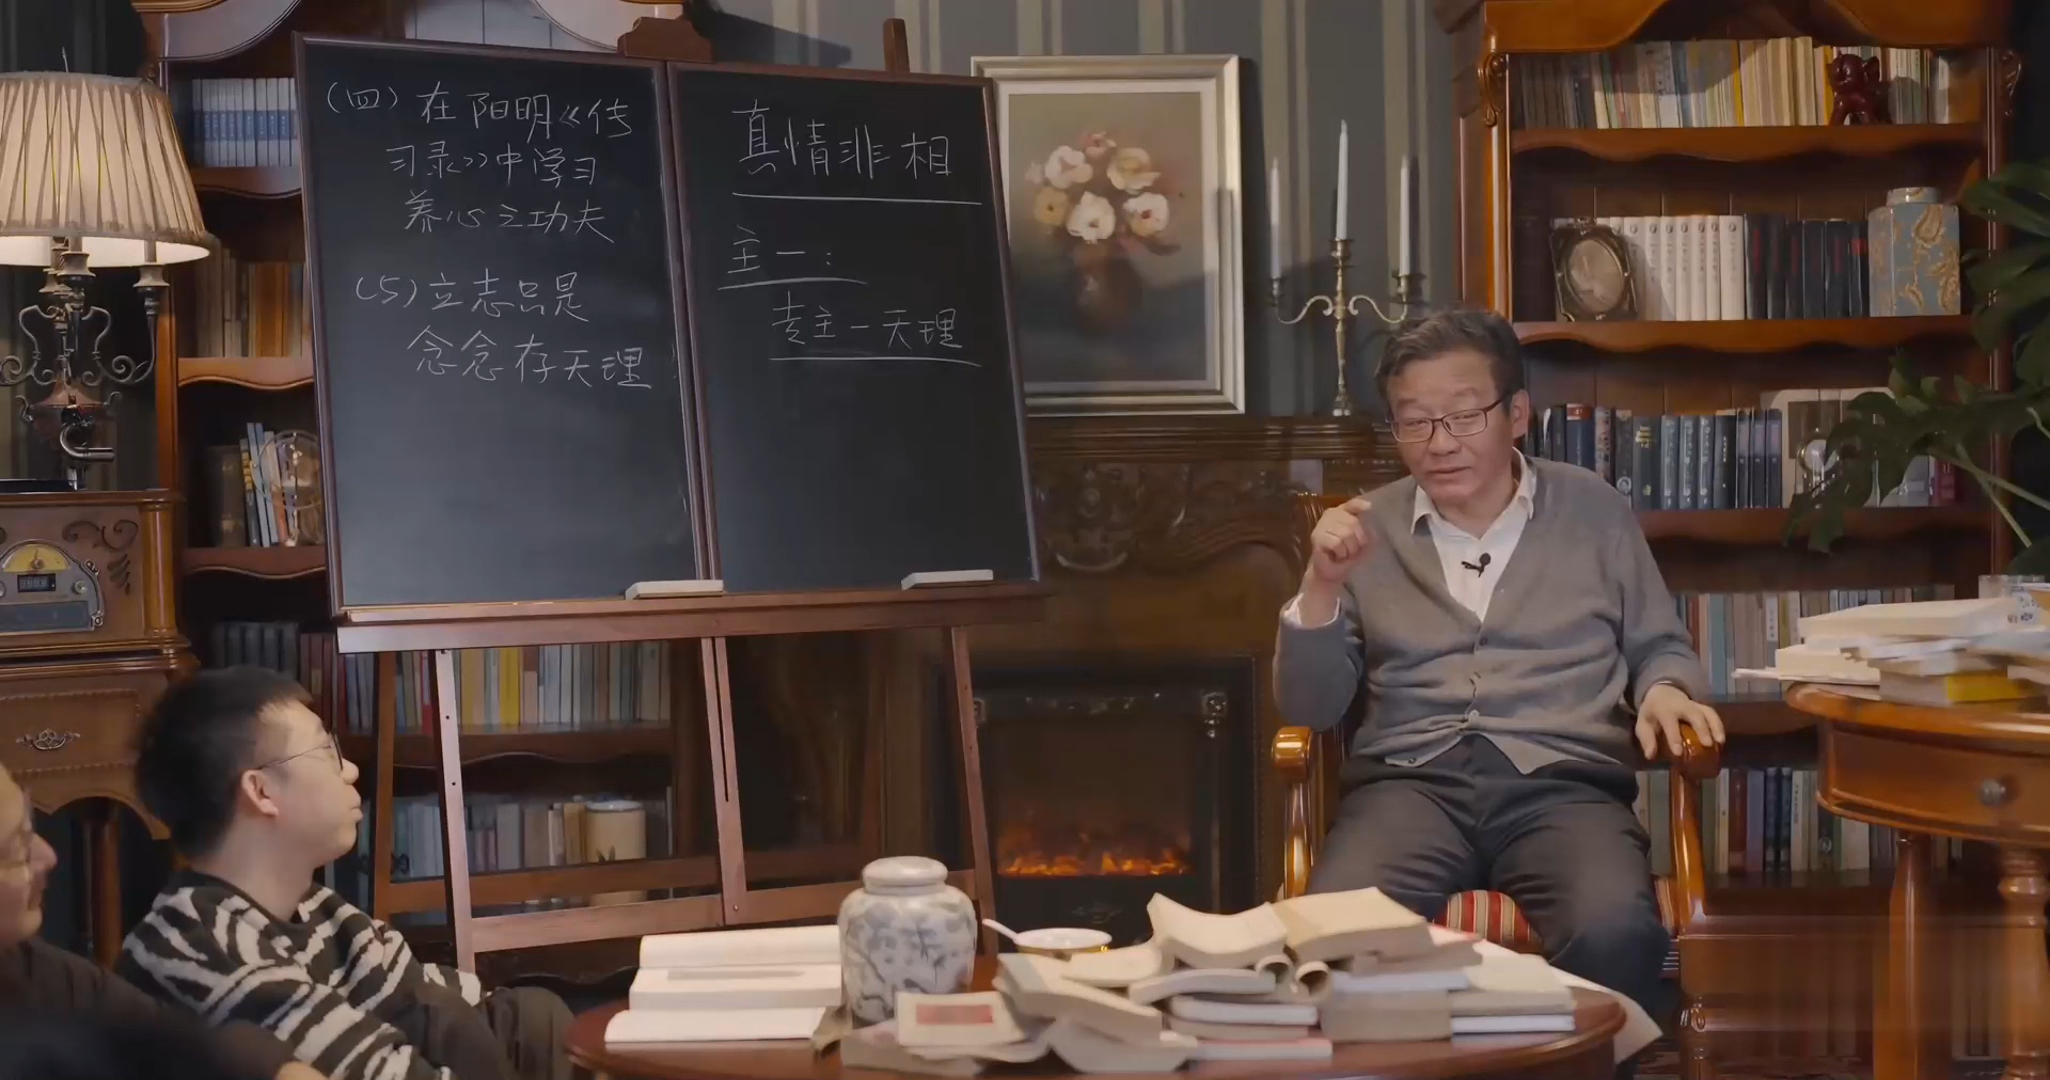 （四）在阳明《传
习录》中学习
养心之功夫
(5)立志只是
念念存天理
真情非相
主一：
专主一天理